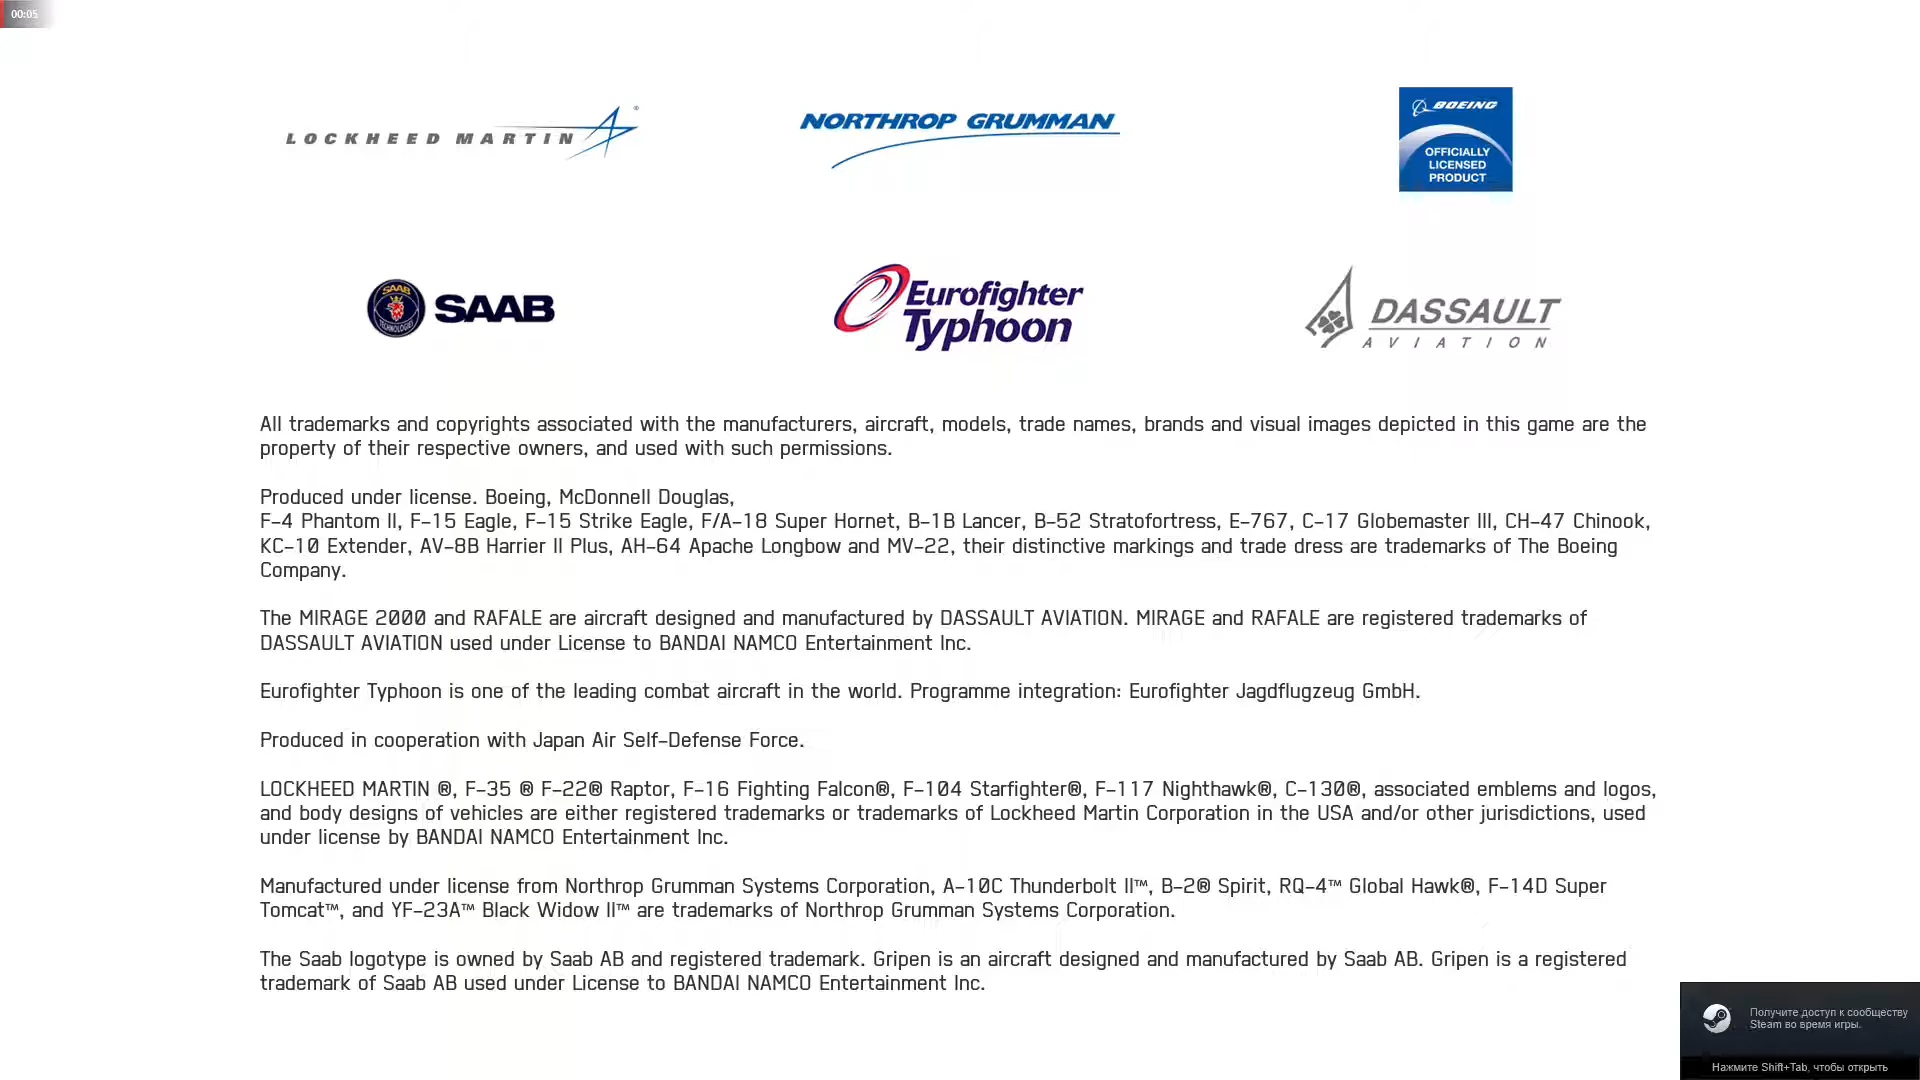 00:05
LOCKHEED MARTIN ®
NORTHROP GRUMMAN
BOEING
OFFICIALLY
LICENSED
PRODUCT
SAAB
TECHNOLOGIES
SAAB
Eurofighter
Typhoon
DASSAULT
AVIATION
All trademarks and copyrights associated with the manufacturers, aircraft, models, trade names, brands and visual images depicted in this game are the
property of their respective owners, and used with such permissions.
Produced under license. Boeing, McDonnell Douglas,
F-4 Phantom II, F-15 Eagle, F-15 Strike Eagle, F/A-18 Super Hornet, B-1B Lancer, B-52 Stratofortress, E-767, C-17 Globemaster III, CH-47 Chinook,
KC-10 Extender, AV-8B Harrier II Plus, AH-64 Apache Longbow and MV-22, their distinctive markings and trade dress are trademarks of The Boeing
Company.
The MIRAGE 2000 and RAFALE are aircraft designed and manufactured by DASSAULT AVIATION. MIRAGE and RAFALE are registered trademarks of
DASSAULT AVIATION used under License to BANDAI NAMCO Entertainment Inc.
Eurofighter Typhoon is one of the leading combat aircraft in the world. Programme integration: Eurofighter Jagdflugzeug GmbH.
Produced in cooperation with Japan Air Self-Defense Force.
LOCKHEED MARTIN ®, F-35 ® F-22® Raptor, F-16 Fighting Falcon®, F-104 Starfighter®, F-117 Nighthawk®, C-130®, associated emblems and logos,
and body designs of vehicles are either registered trademarks or trademarks of Lockheed Martin Corporation in the USA and/or other jurisdictions, used
under license by BANDAI NAMCO Entertainment Inc.
Manufactured under license from Northrop Grumman Systems Corporation, A-10C Thunderbolt II™, B-2® Spirit, RQ-4™ Global Hawk®, F-14D Super
Tomcat™, and YF-23A™ Black Widow II™ are trademarks of Northrop Grumman Systems Corporation.
The Saab logotype is owned by Saab AB and registered trademark. Gripen is an aircraft designed and manufactured by Saab AB. Gripen is a registered
trademark of Saab AB used under License to BANDAI NAMCO Entertainment Inc.
Получите доступ к сообществу
Steam во время игры.
Нажмите Shift+Tab, чтобы открыть